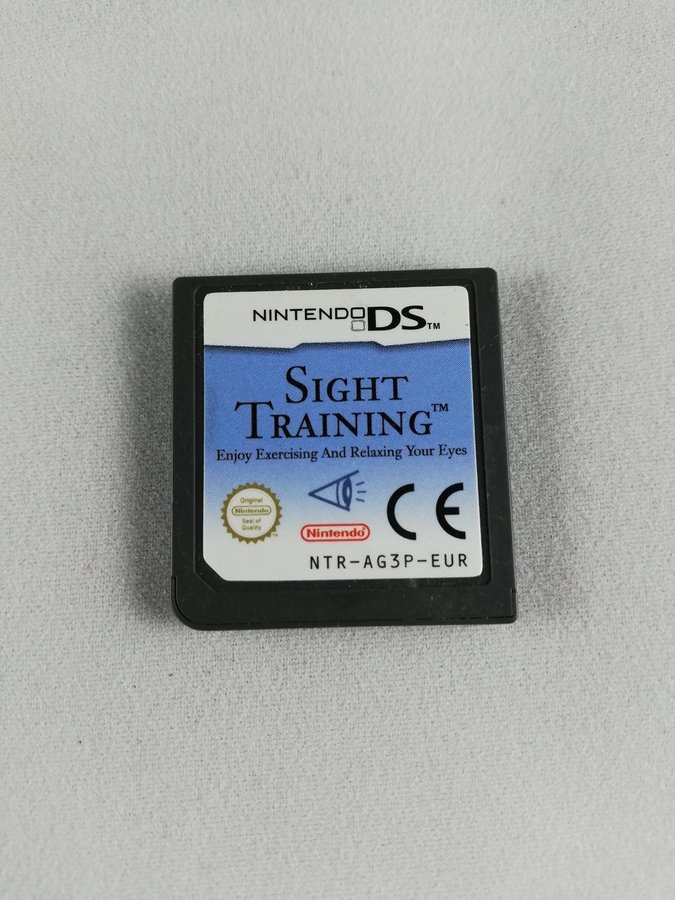 NINTENDO DS™
SIGHT
TRAINING™
Enjoy Exercising And Relaxing Your Eyes
Original
Nintendo
Seal of
Quality
™
Nintendo
CE
NTR-AG3P-EUR